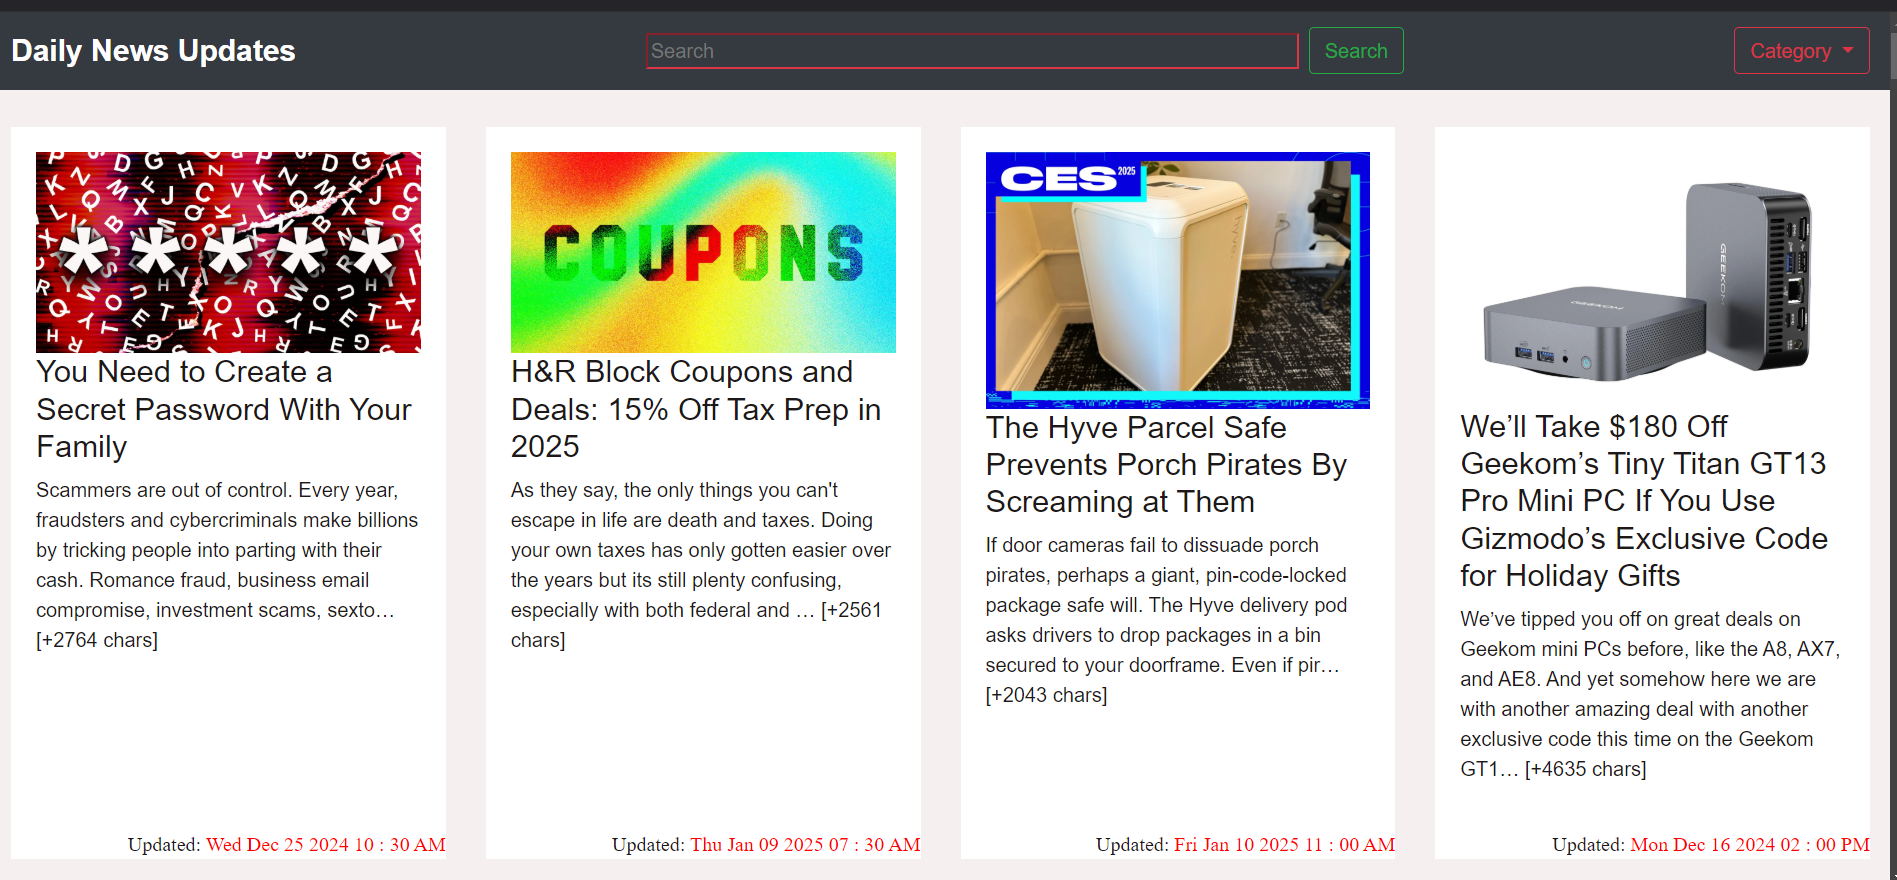 Daily News Updates
Search
Search
Category
*****
You Need to Create a
Secret Password With Your
Family
Scammers are out of control. Every year,
fraudsters and cybercriminals make billions
by tricking people into parting with their
cash. Romance fraud, business email
compromise, investment scams, sexto…
[+2764 chars]
Updated: Wed Dec 25 2024 10 : 30 AM
COUPONS
H&R Block Coupons and
Deals: 15% Off Tax Prep in
2025
As they say, the only things you can't
escape in life are death and taxes. Doing
your own taxes has only gotten easier over
the years but its still plenty confusing,
especially with both federal and … [+2561
chars]
Updated: Thu Jan 09 2025 07 : 30 AM
CES 2025
The Hyve Parcel Safe
Prevents Porch Pirates By
Screaming at Them
If door cameras fail to dissuade porch
pirates, perhaps a giant, pin-code-locked
package safe will. The Hyve delivery pod
asks drivers to drop packages in a bin
secured to your doorframe. Even if pir…
[+2043 chars]
Updated: Fri Jan 10 2025 11 : 00 AM
GEEKOM
GEEKOM
We’ll Take $180 Off
Geekom’s Tiny Titan GT13
Pro Mini PC If You Use
Gizmodo’s Exclusive Code
for Holiday Gifts
We’ve tipped you off on great deals on
Geekom mini PCs before, like the A8, AX7,
and AE8. And yet somehow here we are
with another amazing deal with another
exclusive code this time on the Geekom
GT1… [+4635 chars]
Updated: Mon Dec 16 2024 02 : 00 PM